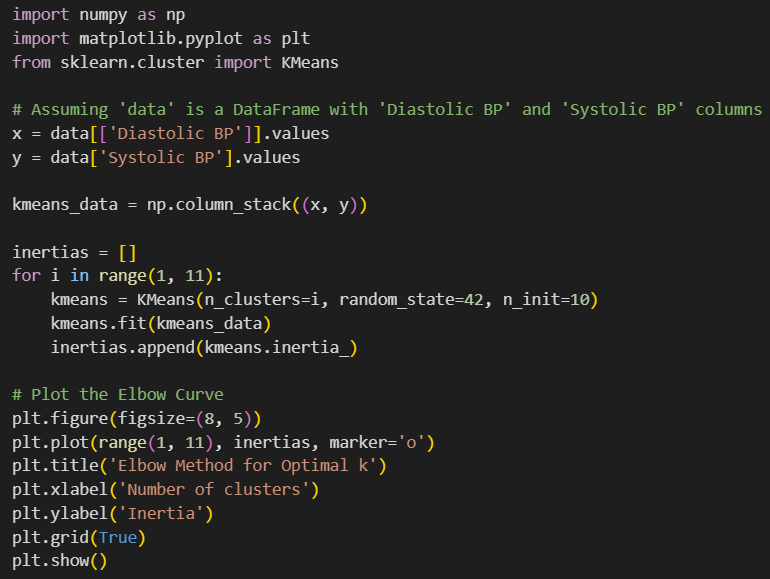 import numpy as np
import matplotlib.pyplot as plt
from sklearn.cluster import KMeans

# Assuming 'data' is a DataFrame with 'Diastolic BP' and 'Systolic BP' columns
x = data[['Diastolic BP']].values
y = data['Systolic BP'].values

kmeans_data = np.column_stack((x, y))

inertias = []
for i in range(1, 11):
    kmeans = KMeans(n_clusters=i, random_state=42, n_init=10)
    kmeans.fit(kmeans_data)
    inertias.append(kmeans.inertia_)

# Plot the Elbow Curve
plt.figure(figsize=(8, 5))
plt.plot(range(1, 11), inertias, marker='o')
plt.title('Elbow Method for Optimal k')
plt.xlabel('Number of clusters')
plt.ylabel('Inertia')
plt.grid(True)
plt.show()